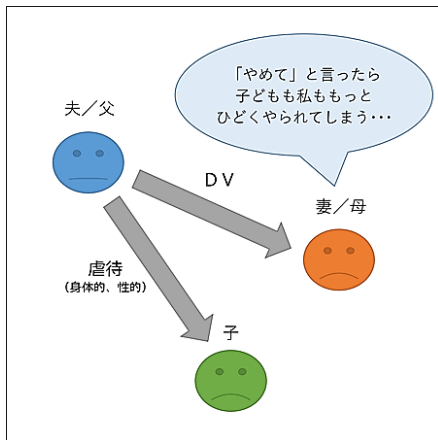 「やめて」と言ったら
子どもも私ももっと
ひどくやられてしまう･･･
夫／父
ＤＶ
妻／母
虐待
（身体的、性的）
子